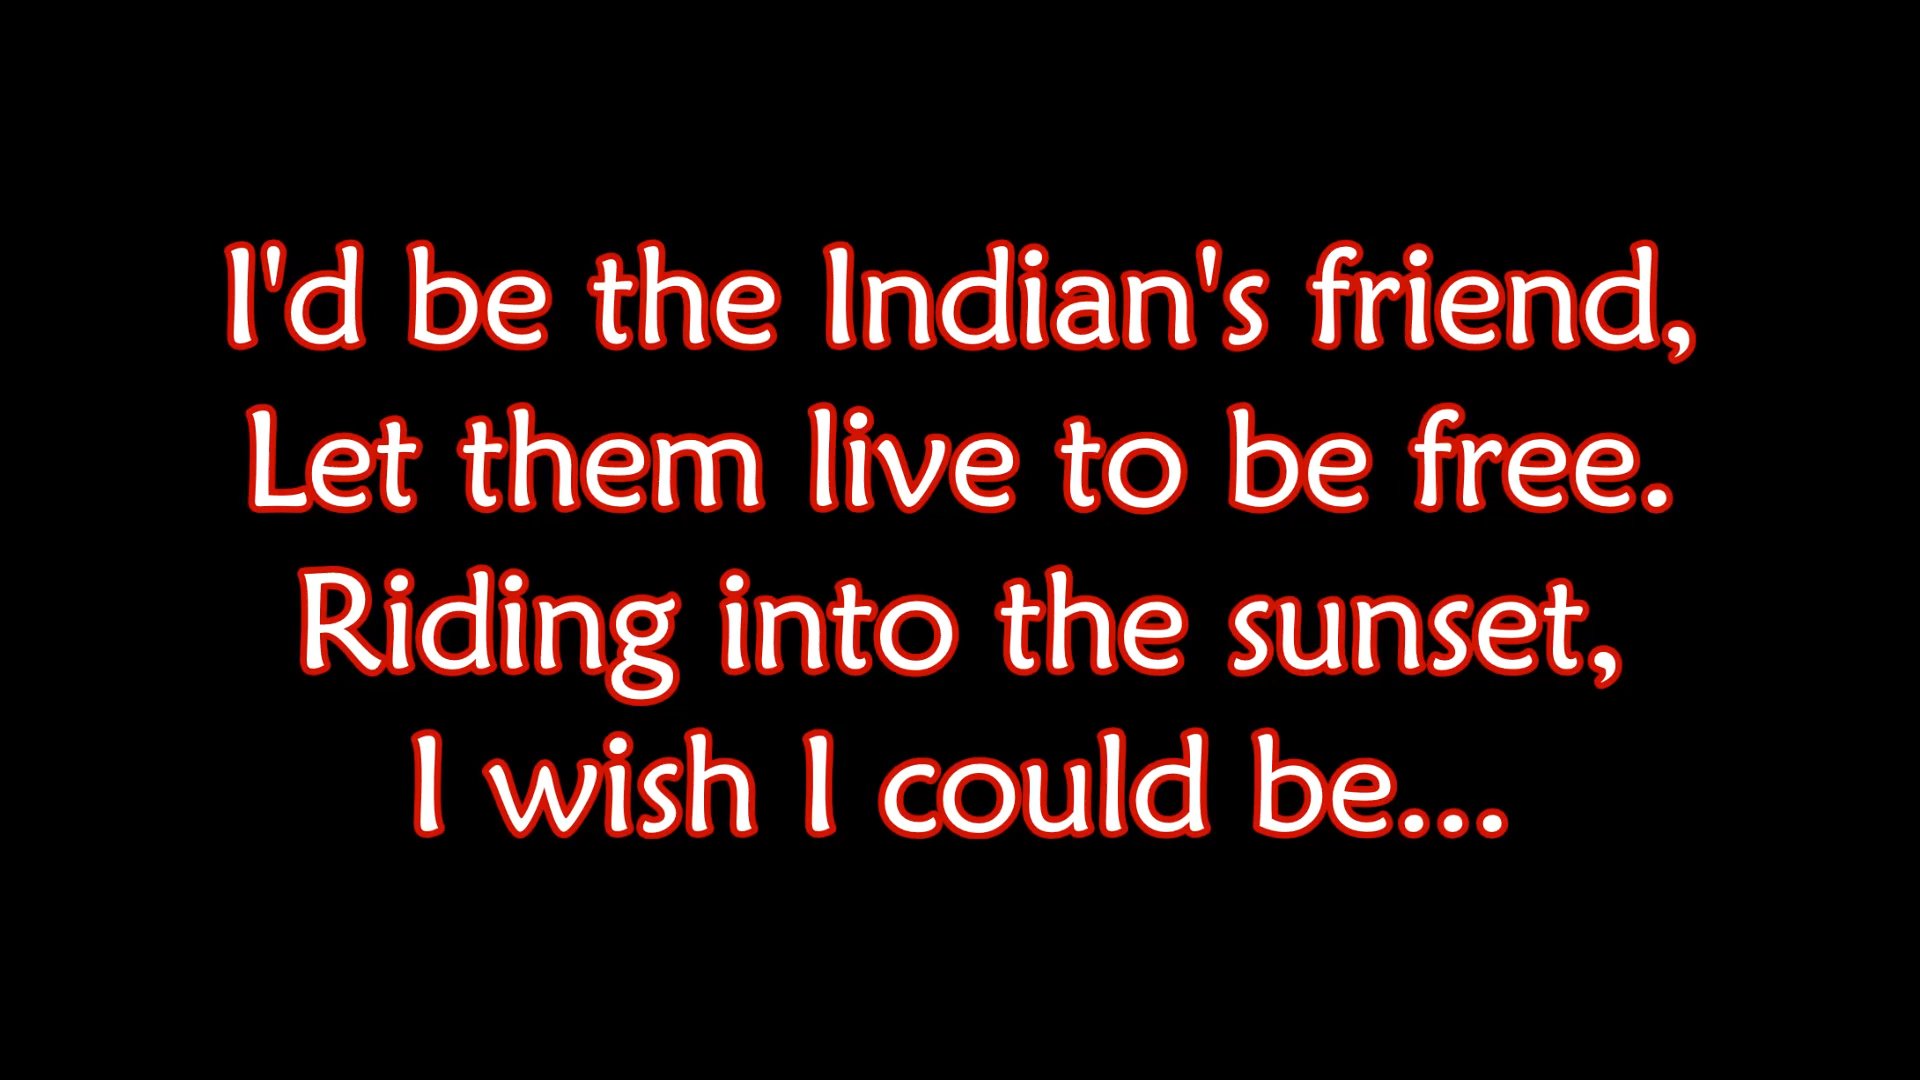 I'd be the Indian's friend,
Let them live to be free.
Riding into the sunset,
I wish I could be...